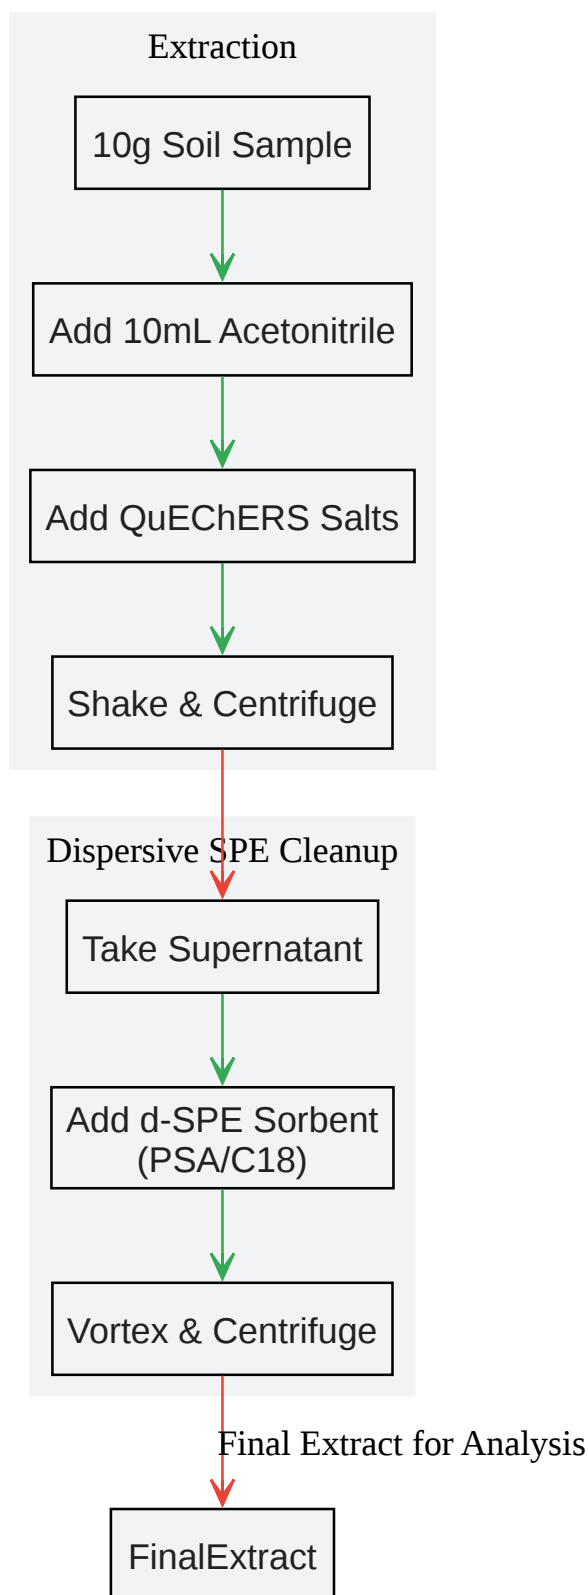 Extraction
10g Soil Sample
Add 10mL Acetonitrile
Add QuEChERS Salts
Shake & Centrifuge
Dispersive SPE Cleanup
Take Supernatant
Add d-SPE Sorbent
(PSA/C18)
Vortex & Centrifuge
Final Extract for Analysis
FinalExtract